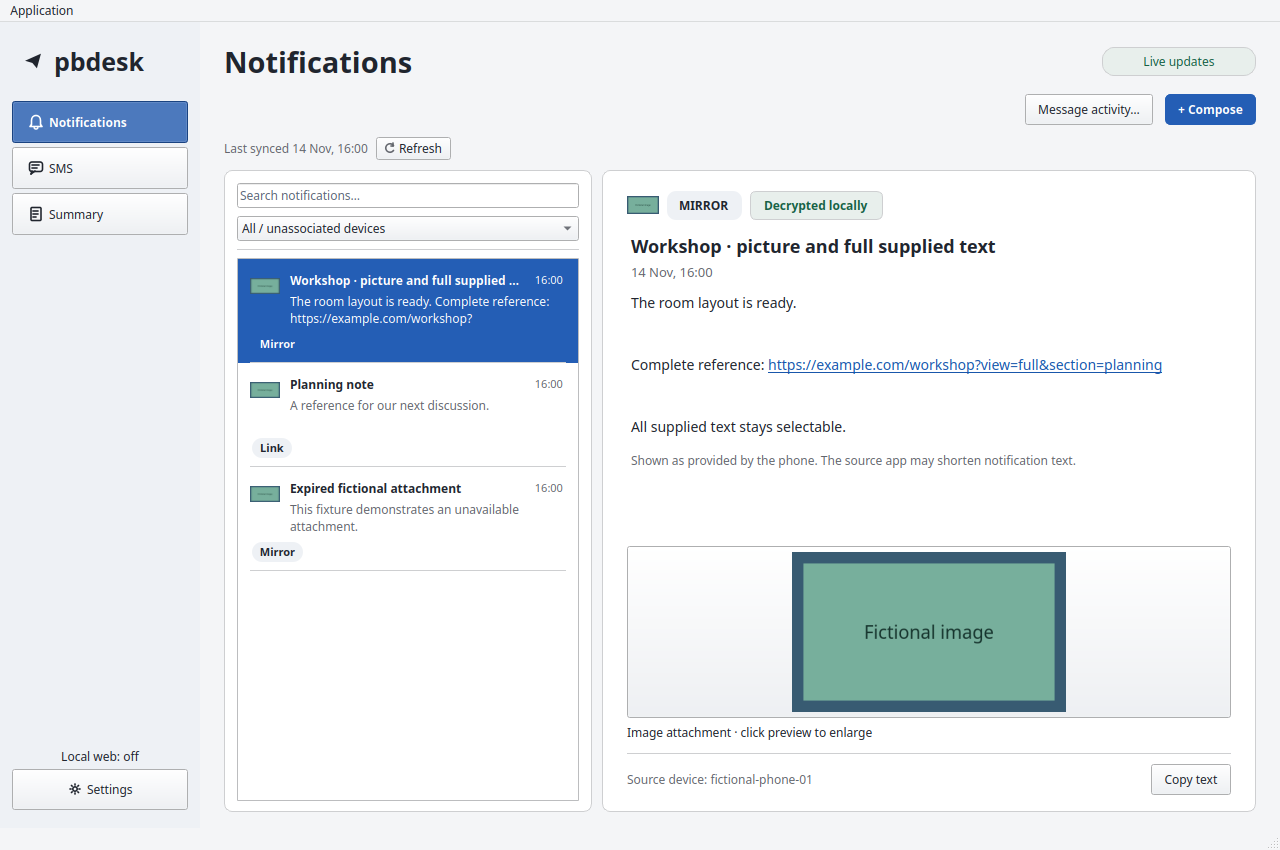 Application
pbdesk
Notifications
SMS
Summary
Local web: off
Settings
Notifications
Live updates
Message activity...
+ Compose
Last synced 14 Nov, 16:00
Refresh
Search notifications...
All / unassociated devices
Workshop · picture and full supplied ...
16:00
The room layout is ready. Complete reference:
https://example.com/workshop?
Mirror
Planning note
16:00
A reference for our next discussion.
Link
Expired fictional attachment
16:00
This fixture demonstrates an unavailable
attachment.
Mirror
MIRROR
Decrypted locally
Workshop · picture and full supplied text
14 Nov, 16:00
The room layout is ready.
Complete reference: https://example.com/workshop?view=full&section=planning
All supplied text stays selectable.
Shown as provided by the phone. The source app may shorten notification text.
Fictional image
Image attachment · click preview to enlarge
Source device: fictional-phone-01
Copy text